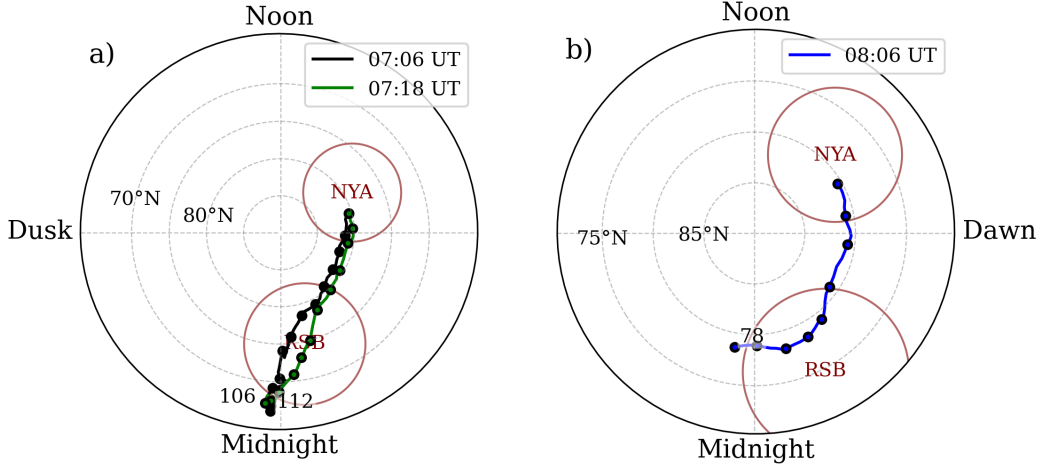 Noon
a)
07:06 UT
07:18 UT
NYA
70°N
80°N
Dusk
RSB
106
112
Midnight
Noon
b)
08:06 UT
NYA
75°N
85°N
Dawn
78
RSB
Midnight